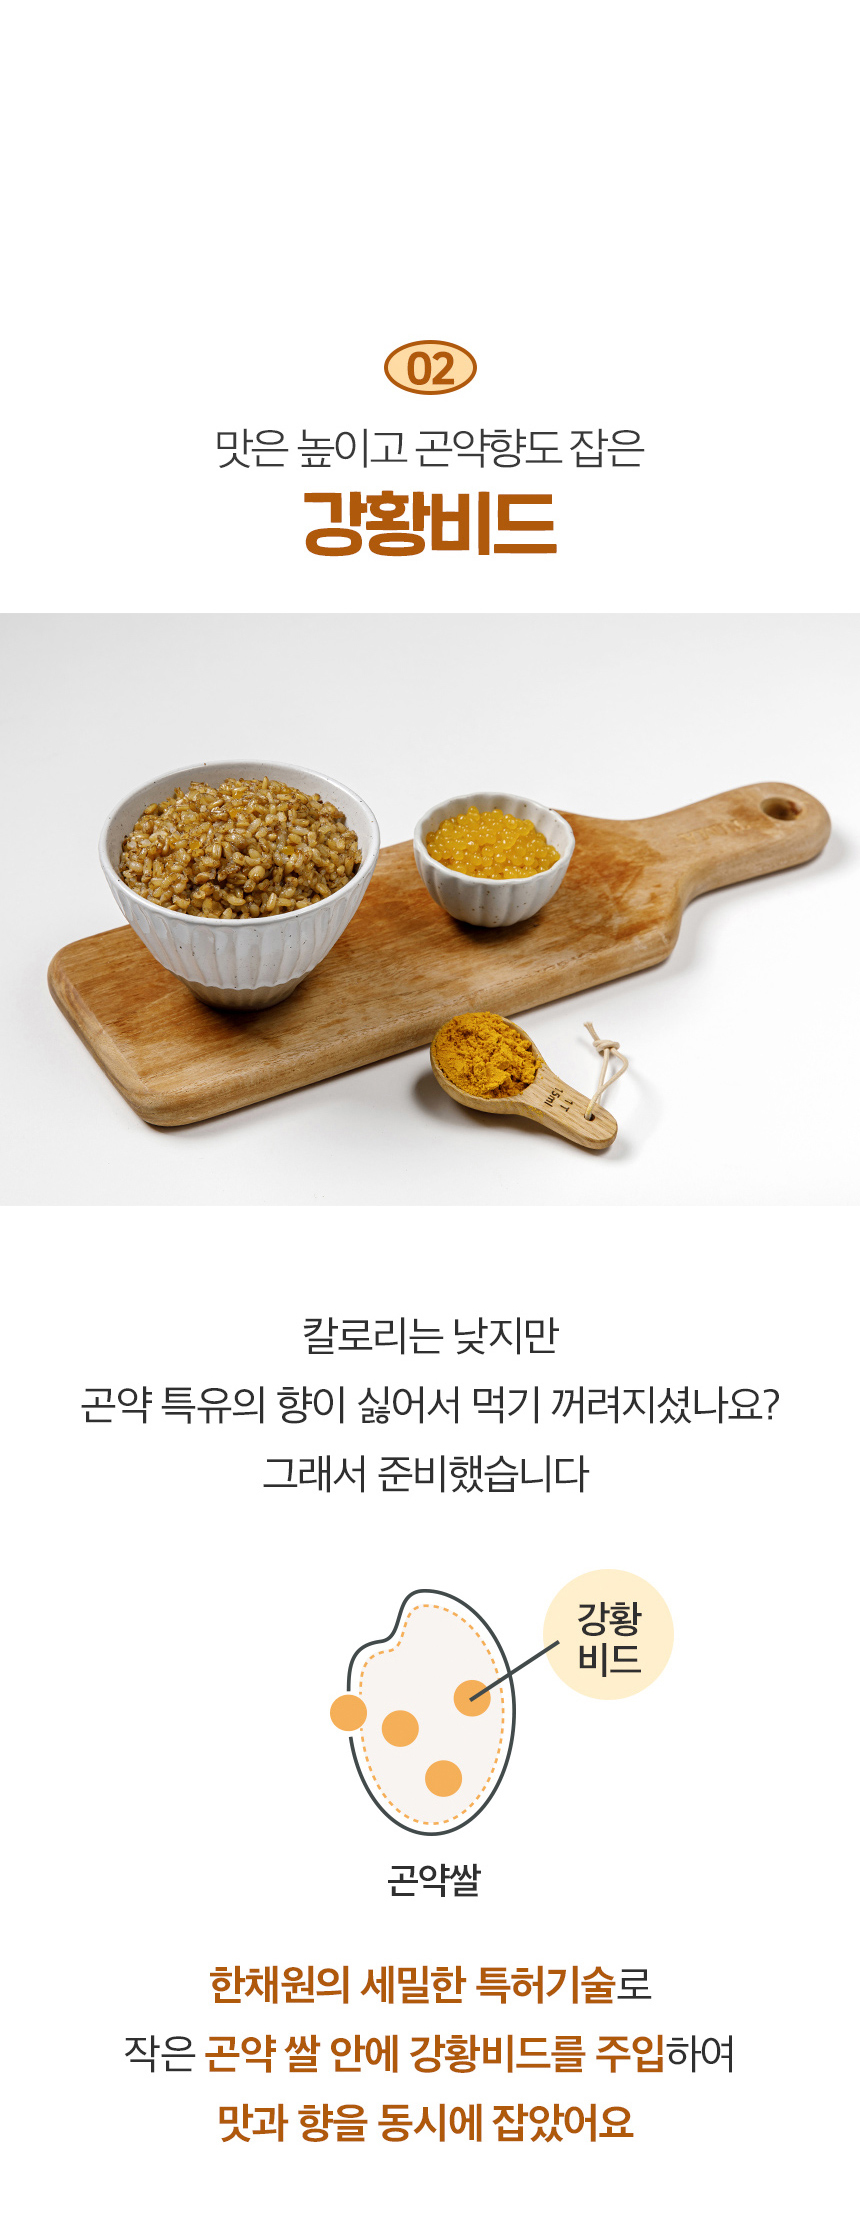 02
맛은 높이고 곤약향도 잡은
강황비드
1 T
15ml
칼로리는 낮지만
곤약 특유의 향이 싫어서 먹기 꺼려지셨나요?
그래서 준비했습니다
강황
비드
곤약쌀
한채원의 세밀한 특허기술로
작은 곤약 쌀 안에 강황비드를 주입하여
맛과 향을 동시에 잡았어요